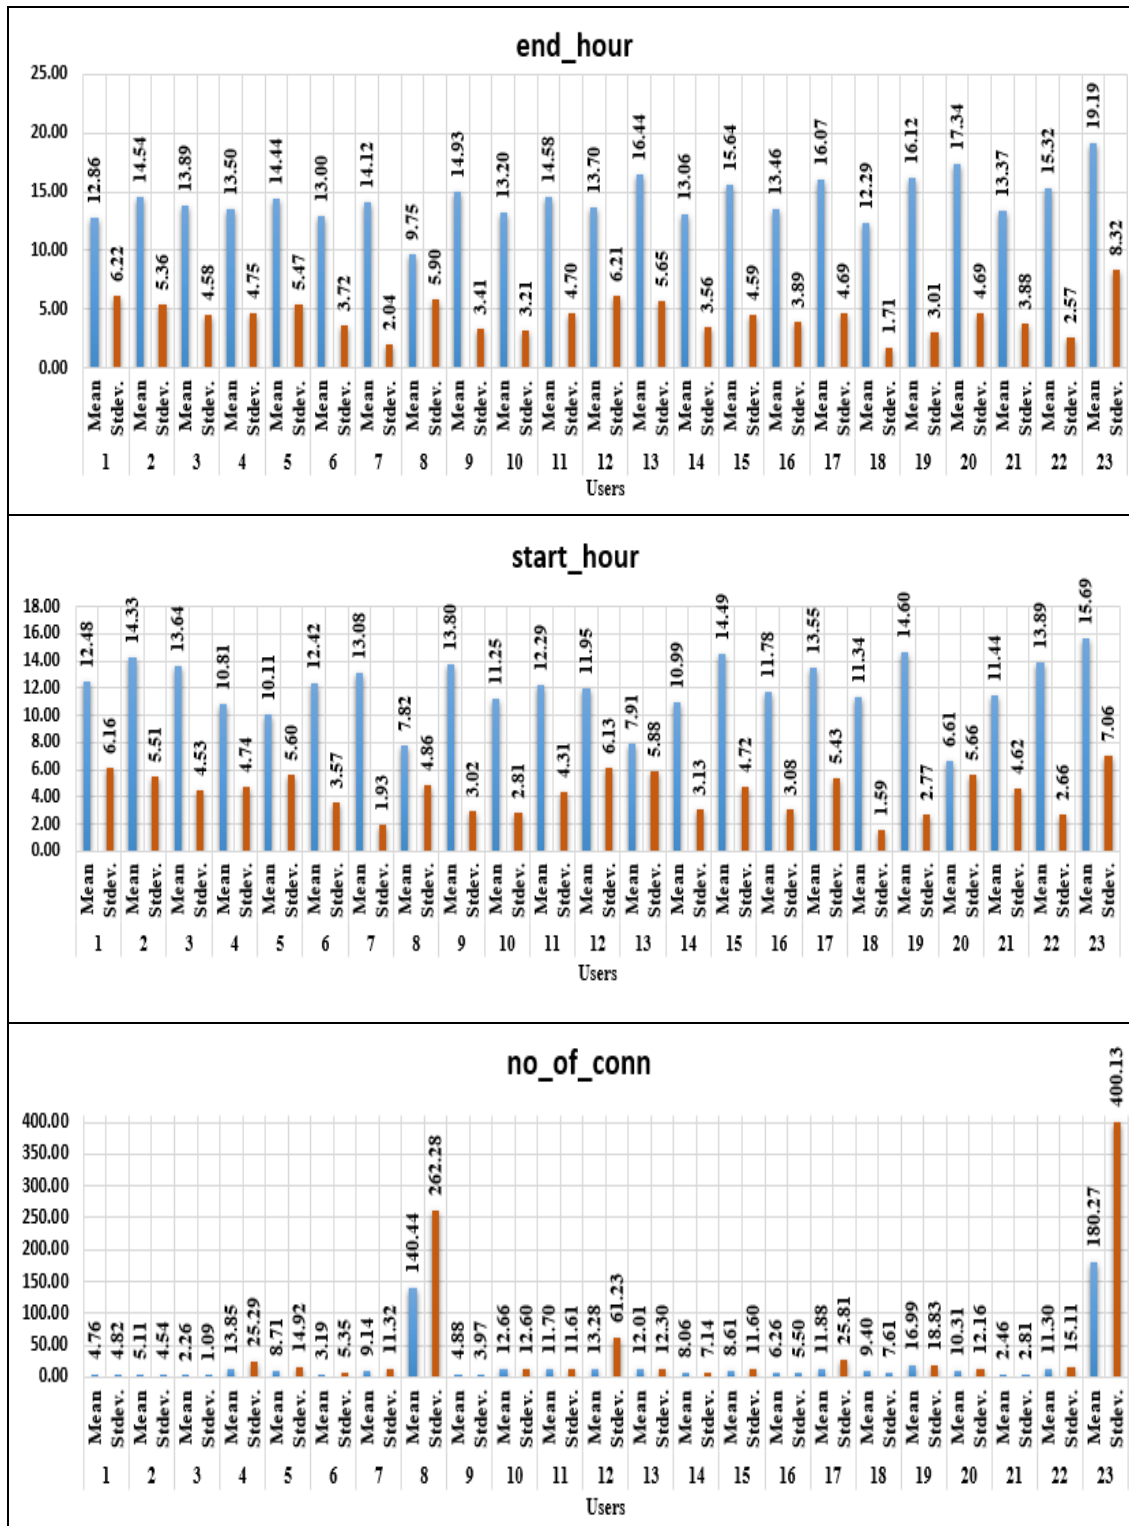 end_hour
25.00
20.00
15.00
10.00
5.00
0.00
12.86 6.22 14.54 5.36 13.89 4.58 13.50 4.75 14.44 5.47 13.00 3.72 14.12 2.04 9.75 5.90 14.93 3.41 13.20 3.21 14.58 4.70 13.70 6.21 16.44 5.65 13.06 3.56 15.64 4.59 13.46 3.89 16.07 4.69 12.29 1.71 16.12 3.01 17.34 4.69 13.37 3.88 15.32 2.57 19.19 8.32
Mean Stdev. Mean Stdev. Mean Stdev. Mean Stdev. Mean Stdev. Mean Stdev. Mean Stdev. Mean Stdev. Mean Stdev. Mean Stdev. Mean Stdev. Mean Stdev. Mean Stdev. Mean Stdev. Mean Stdev. Mean Stdev. Mean Stdev. Mean Stdev. Mean Stdev. Mean Stdev. Mean Stdev. Mean Stdev. Mean Stdev.
1 2 3 4 5 6 7 8 9 10 11 12 13 14 15 16 17 18 19 20 21 22 23
Users
start_hour
18.00
16.00
14.00
12.00
10.00
8.00
6.00
4.00
2.00
0.00
12.48 6.16 14.33 5.51 13.64 4.53 10.81 4.74 10.11 5.60 12.42 3.57 13.08 1.93 7.82 4.86 13.80 3.02 11.25 2.81 12.29 4.31 11.95 6.13 7.91 5.88 10.99 3.13 14.49 4.72 11.78 3.08 13.55 5.43 11.34 1.59 14.60 2.77 6.61 5.66 11.44 4.62 13.89 2.66 15.69 7.06
Mean Stdev. Mean Stdev. Mean Stdev. Mean Stdev. Mean Stdev. Mean Stdev. Mean Stdev. Mean Stdev. Mean Stdev. Mean Stdev. Mean Stdev. Mean Stdev. Mean Stdev. Mean Stdev. Mean Stdev. Mean Stdev. Mean Stdev. Mean Stdev. Mean Stdev. Mean Stdev. Mean Stdev. Mean Stdev. Mean Stdev.
1 2 3 4 5 6 7 8 9 10 11 12 13 14 15 16 17 18 19 20 21 22 23
Users
no_of_conn
400.00
350.00
300.00
250.00
200.00
150.00
100.00
50.00
0.00
4.76 4.82 5.11 4.54 2.26 1.09 13.85 25.29 8.71 14.92 3.19 5.35 9.14 11.32 140.44 262.28 4.88 3.97 12.66 12.60 11.70 11.61 13.28 61.23 12.01 12.30 8.06 7.14 8.61 11.60 6.26 5.50 11.88 25.81 9.40 7.61 16.99 18.83 10.31 12.16 2.46 2.81 11.30 15.11 180.27 400.13
Mean Stdev. Mean Stdev. Mean Stdev. Mean Stdev. Mean Stdev. Mean Stdev. Mean Stdev. Mean Stdev. Mean Stdev. Mean Stdev. Mean Stdev. Mean Stdev. Mean Stdev. Mean Stdev. Mean Stdev. Mean Stdev. Mean Stdev. Mean Stdev. Mean Stdev. Mean Stdev. Mean Stdev. Mean Stdev. Mean Stdev.
1 2 3 4 5 6 7 8 9 10 11 12 13 14 15 16 17 18 19 20 21 22 23
Users